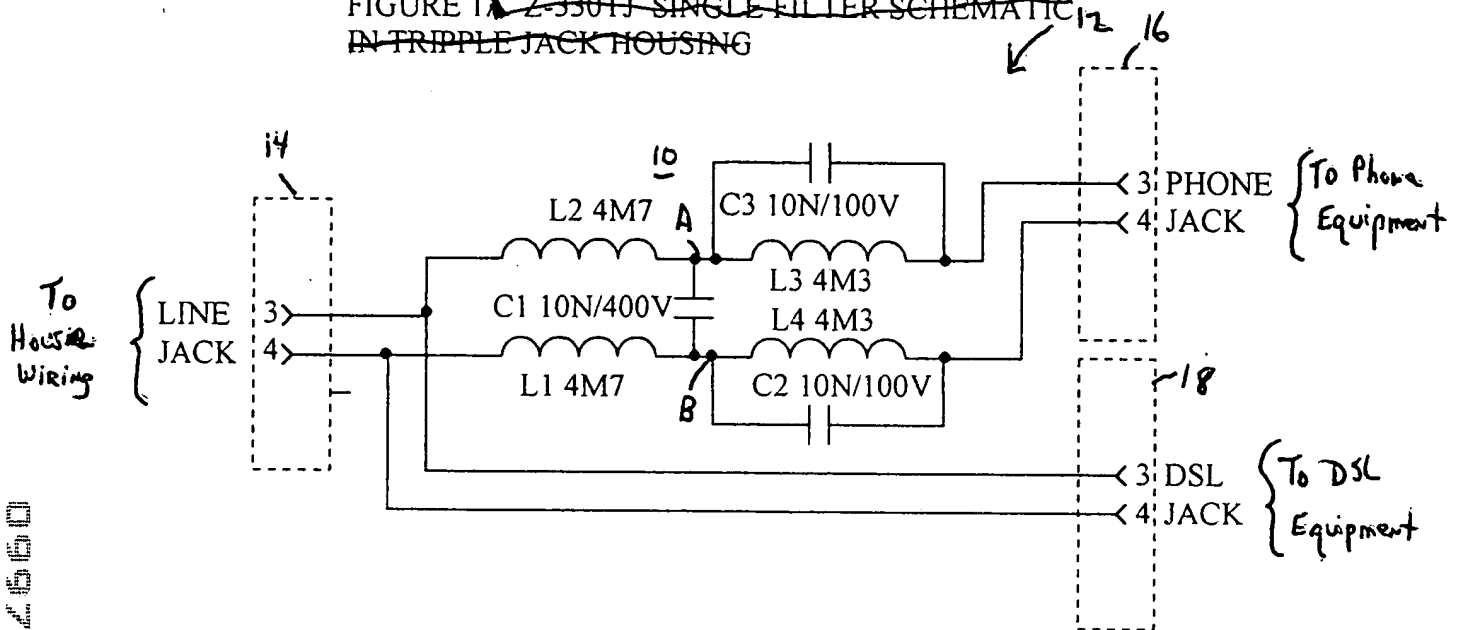 FIGURE 1A Z-330TJ SINGLE FILTER SCHEMATIC
IN TRIPPLE JACK HOUSING
12
16
14
10
L2 4M7
A
C3 10N/100V
3 PHONE
4 JACK
To Phone
Equipment
L3 4M3
To
House
Wiring
LINE 3
JACK 4
C1 10N/400V
L4 4M3
L1 4M7
B
C2 10N/100V
18
3 DSL
4 JACK
To DSL
Equipment